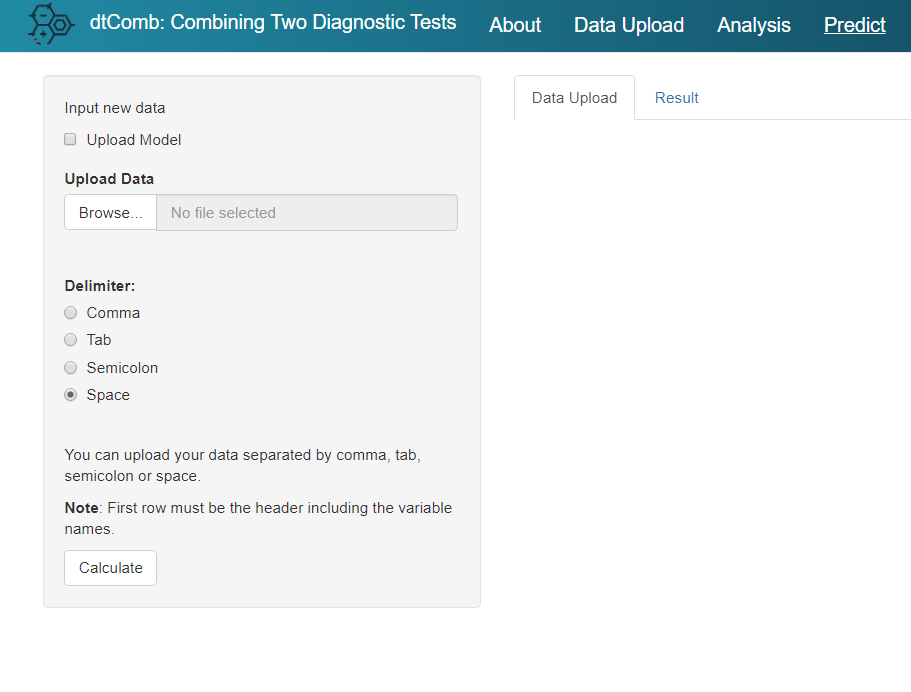 dtComb: Combining Two Diagnostic Tests
About
Data Upload
Analysis
Predict
Input new data
Upload Model
Upload Data
Browse...
No file selected
Delimiter:
Comma
Tab
Semicolon
Space
You can upload your data separated by comma, tab,
semicolon or space.
Note: First row must be the header including the variable
names.
Calculate
Data Upload
Result